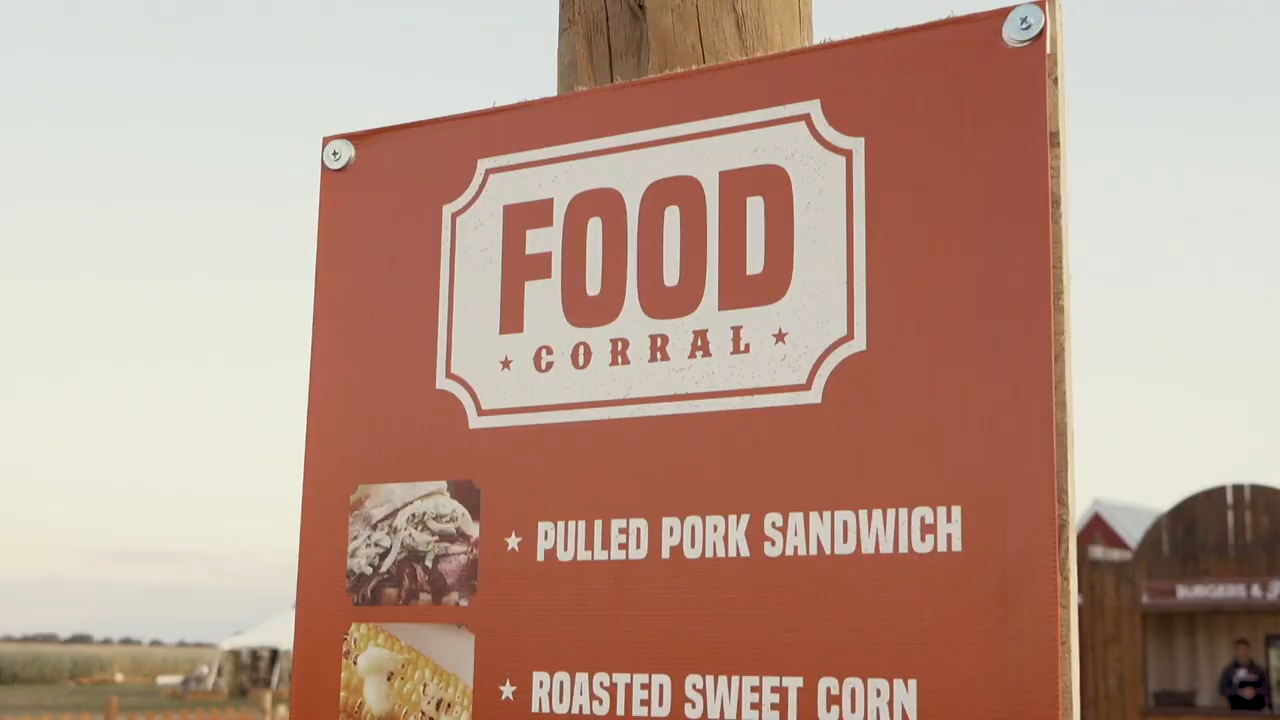 FOOD
CORRAL
PULLED PORK SANDWICH
ROASTED SWEET CORN
BURGERS &